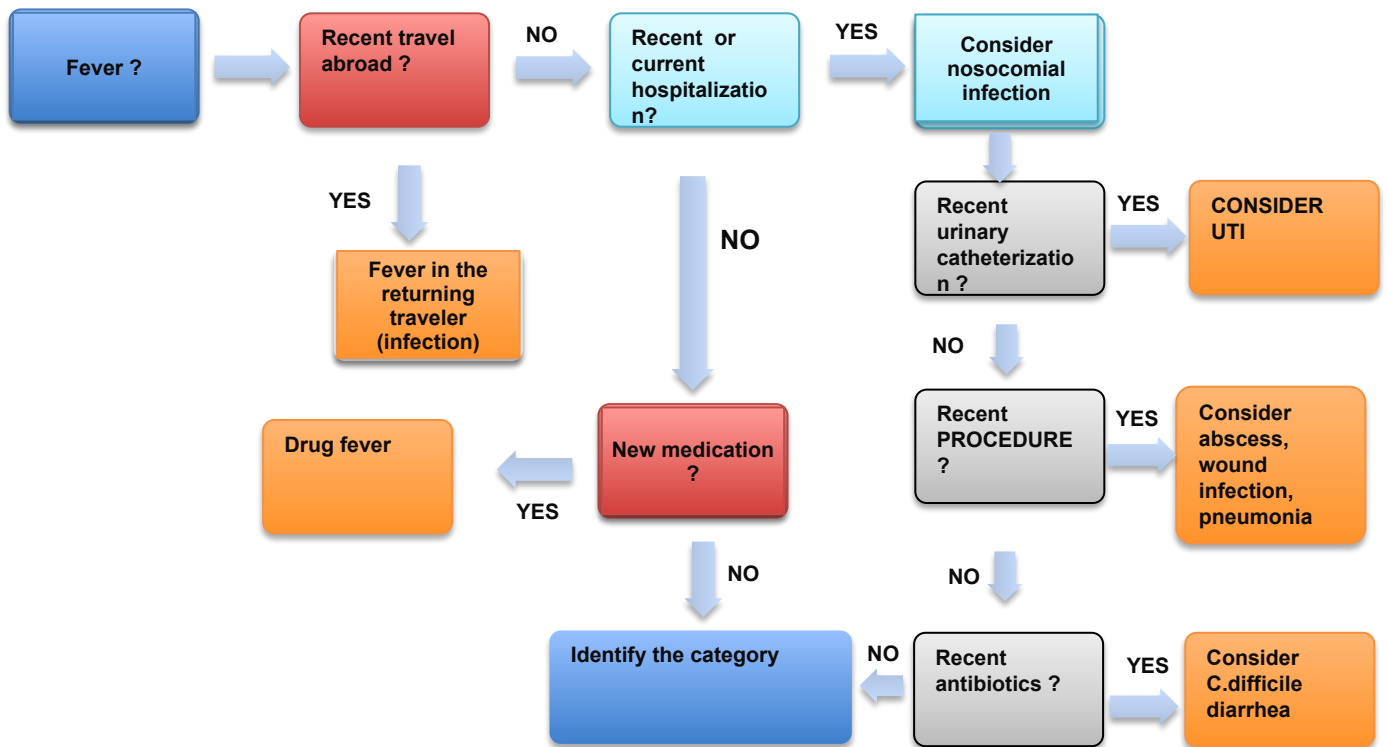 Fever ?
Recent travel
abroad ?
NO
Recent or
current
hospitalizatio
n?
YES
Consider
nosocomial
infection
YES
Fever in the
returning
traveler
(infection)
NO
Recent
urinary
catheterizatio
n ?
YES
CONSIDER
UTI
NO
Drug fever
YES
New medication
?
Recent
PROCEDURE
?
YES
Consider
abscess,
wound
infection,
pneumonia
NO
NO
Identify the category
NO
Recent
antibiotics ?
YES
Consider
C.difficile
diarrhea